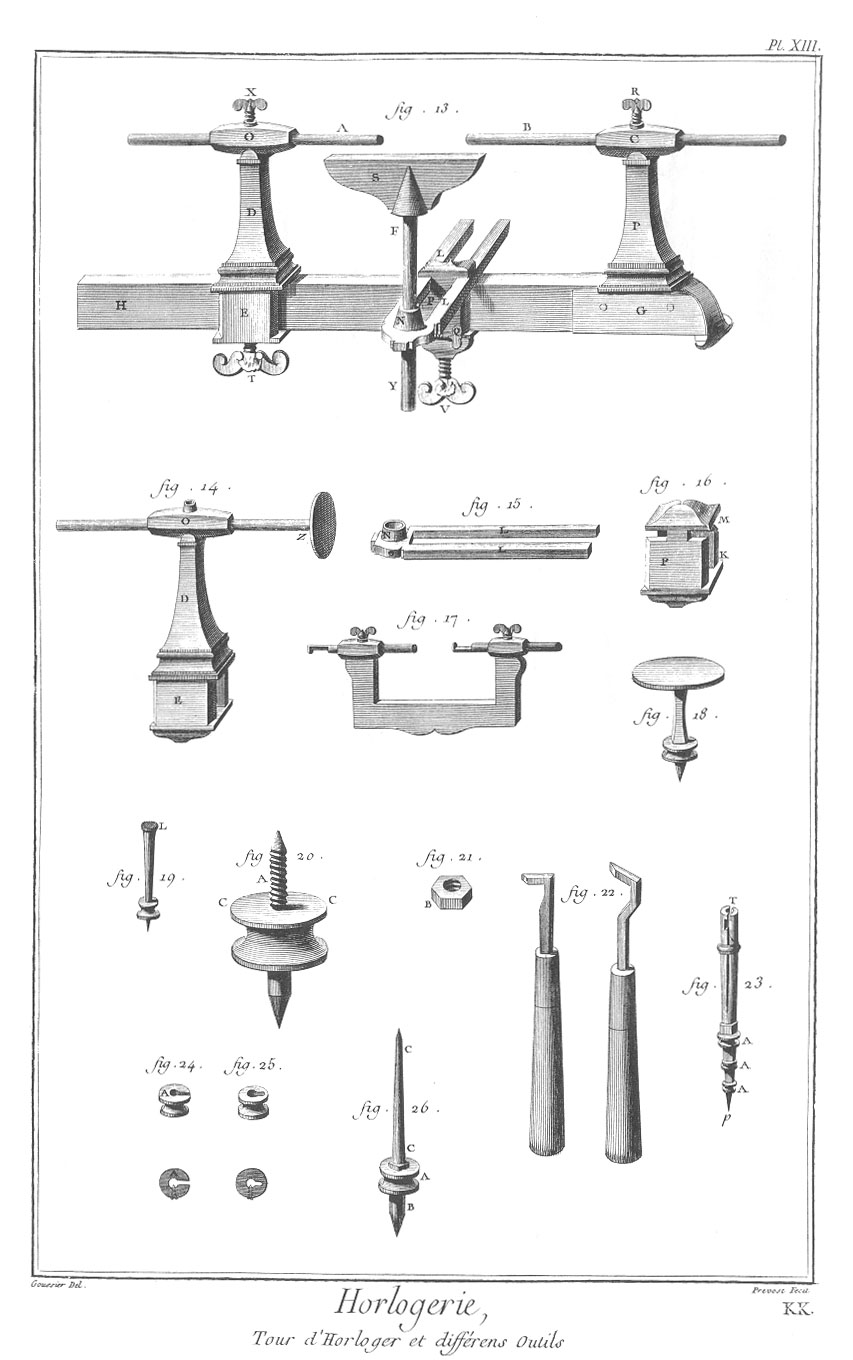 Pl. XIII.
fig. 13.
X
R
O
A
B
C
S
D
F
P
L
H
E
P
L
G
N
Q
T
Y
V
fig. 14.
fig. 15.
fig. 16.
O
Z
N
L
L
M
P
K
D
E
fig. 17.
fig. 18.
L
fig. 19.
fig. 20.
A
C
C
fig. 21.
B
fig. 22.
T
fig. 23.
A
A
A
P
fig. 24.
fig. 25.
A
A
C
fig. 26.
C
A
B
Goussier Del.
Prevost Fecit
Horlogerie,
KK.
Tour d'Horloger et différens Outils